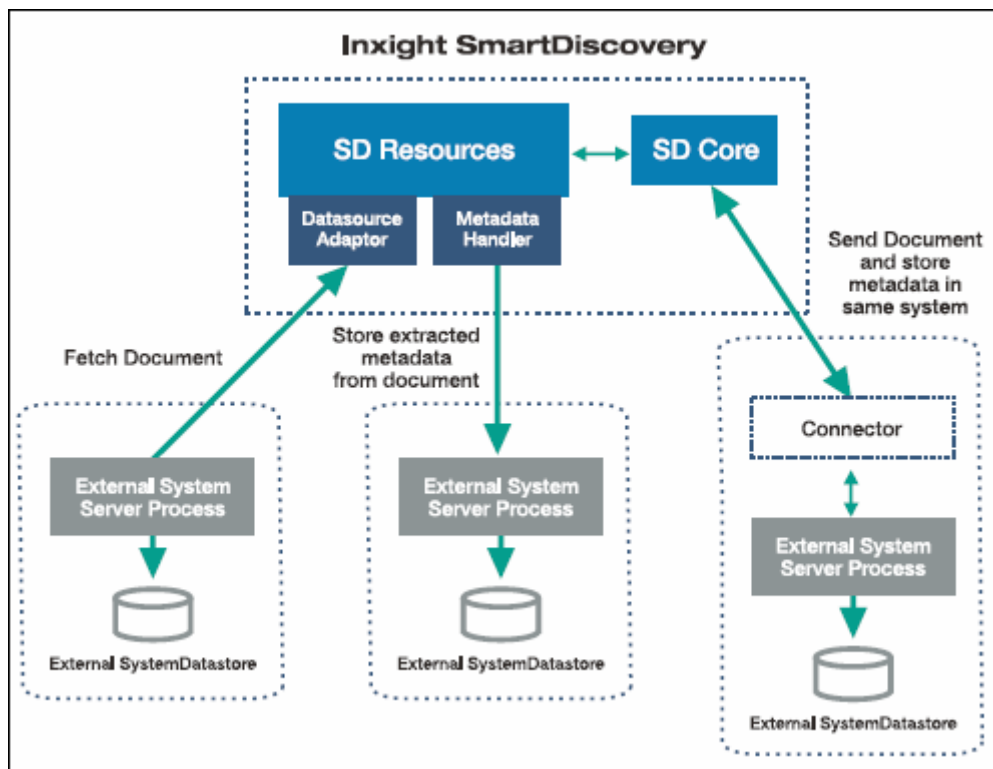 Inxight SmartDiscovery
SD Resources
SD Core
Datasource
Adaptor
Metadata
Handler
Send Document
and store
metadata in
same system
Fetch Document
Store extracted
metadata
from document
Connector
External System
Server Process
External System
Server Process
External System
Server Process
External SystemDatastore
External SystemDatastore
External SystemDatastore